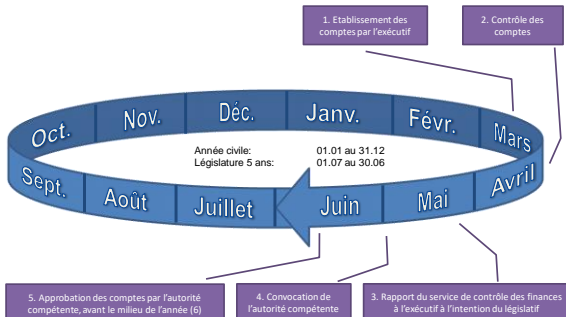 1. Etablissement des
comptes par l'exécutif
2. Contrôle des
comptes
Oct.
Nov.
Déc.
Janv.
Févr.
Mars
Année civile: 01.01 au 31.12
Législature 5 ans: 01.07 au 30.06
Sept.
Août
Juillet
Juin
Mai
Avril
5. Approbation des comptes par l'autorité
compétente, avant le milieu de l'année (6)
4. Convocation de
l'autorité compétente
3. Rapport du service de contrôle des finances
à l'exécutif à l'intention du législatif